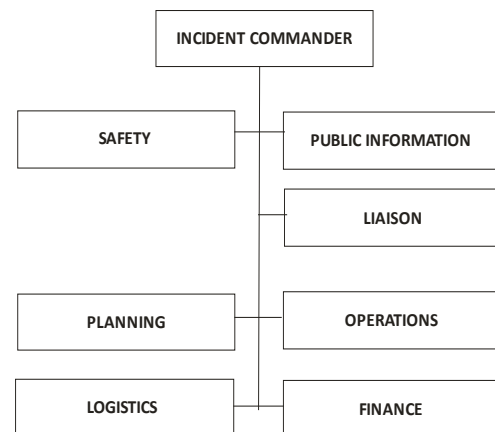 INCIDENT COMMANDER
SAFETY
PUBLIC INFORMATION
LIAISON
PLANNING
OPERATIONS
LOGISTICS
FINANCE